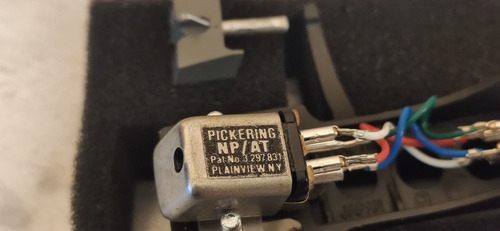 PICKERING
NP/AT
Pat. No. 3,297,831
PLAINVIEW, N.Y.